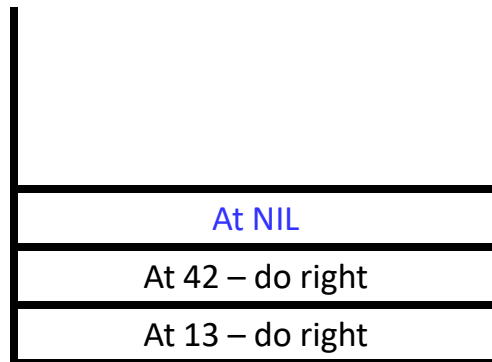 At NIL
At 42 – do right
At 13 – do right